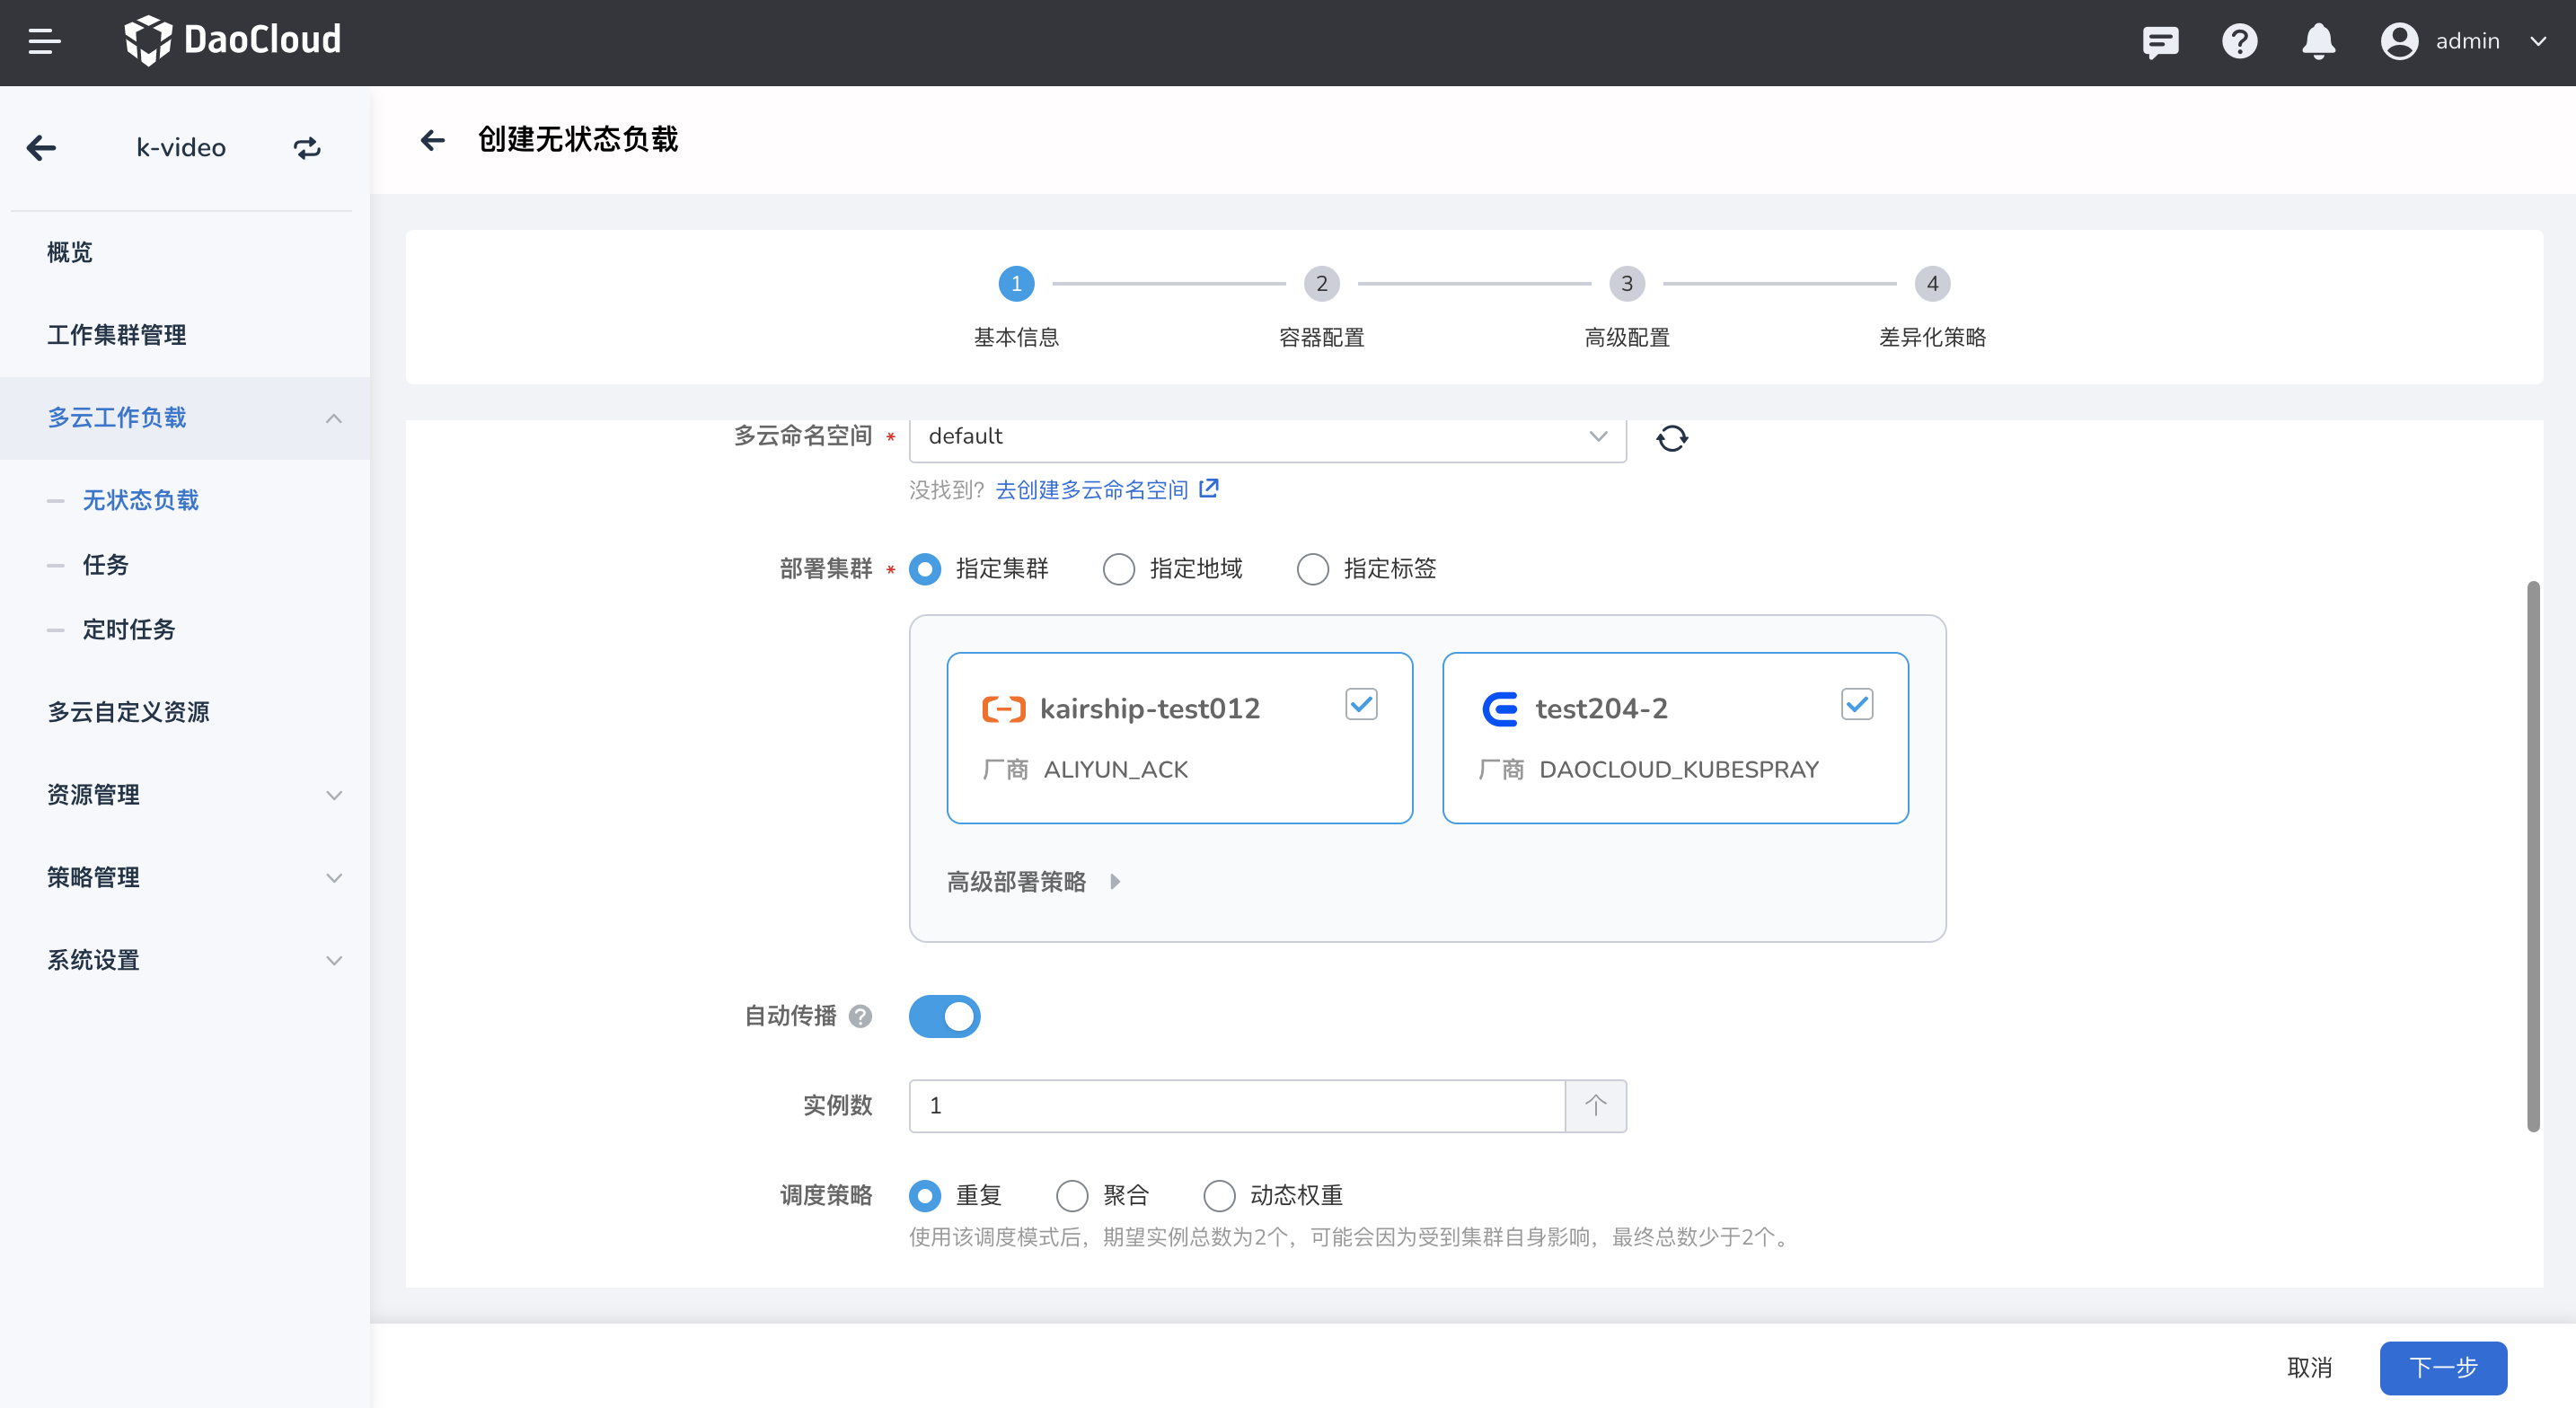 DaoCloud
admin
k-video
概览
工作集群管理
多云工作负载
无状态负载
任务
定时任务
多云自定义资源
资源管理
策略管理
系统设置
创建无状态负载
1
2
3
4
基本信息
容器配置
高级配置
差异化策略
多云命名空间 *
default
没找到? 去创建多云命名空间
部署集群 *
指定集群
指定地域
指定标签
kairship-test012
厂商 ALIYUN_ACK
test204-2
厂商 DAOCLOUD_KUBESPRAY
高级部署策略
自动传播
实例数
1
个
调度策略
重复
聚合
动态权重
使用该调度模式后，期望实例总数为2个，可能会因为受到集群自身影响，最终总数少于2个。
取消
下一步